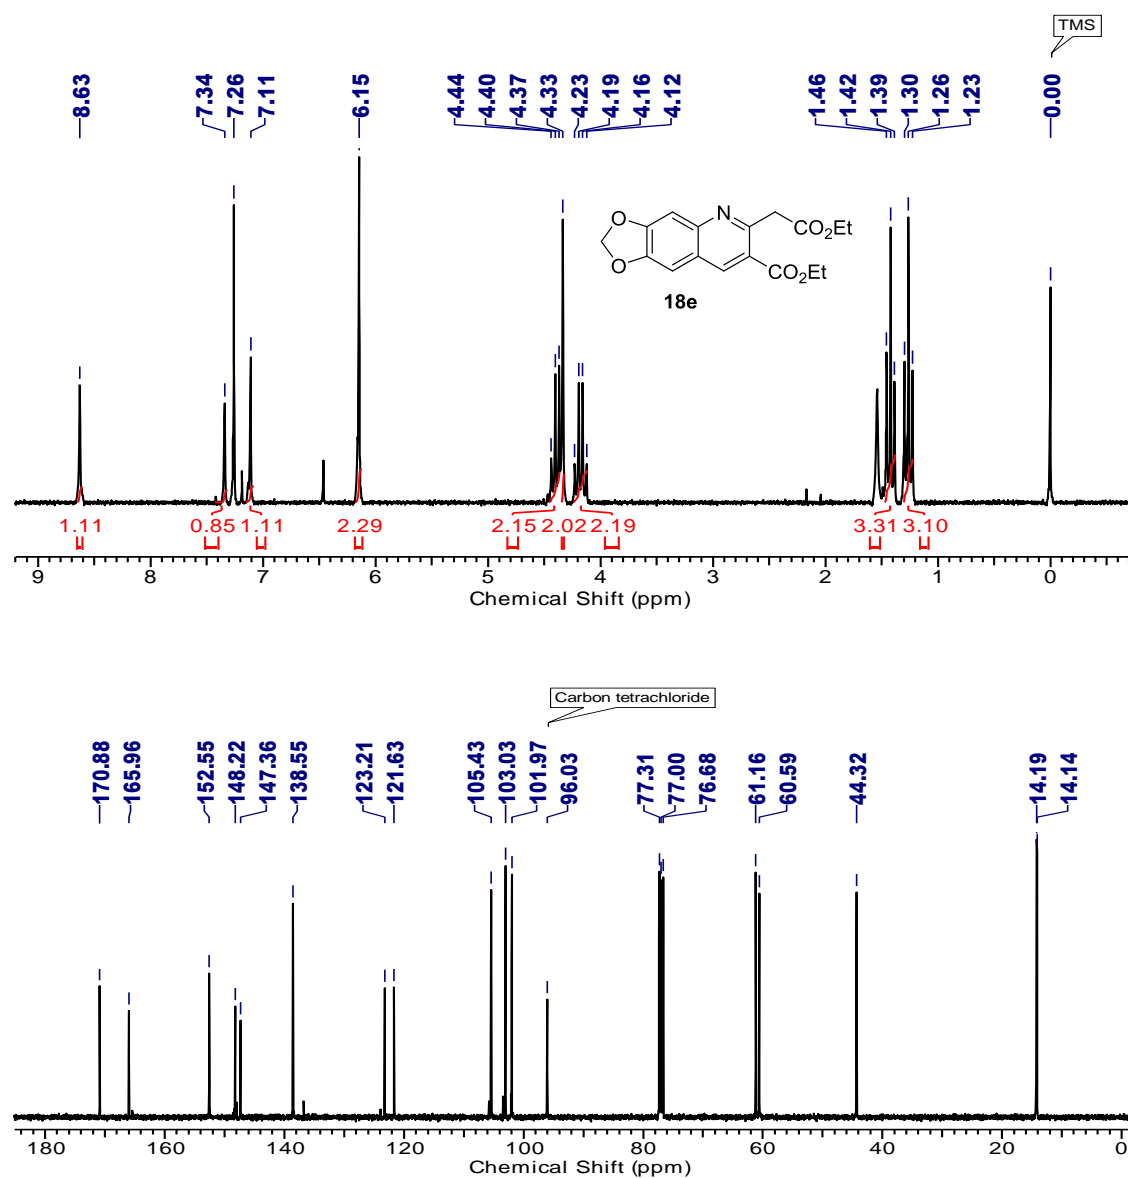 TMS
8.63 7.34 7.26 7.11 6.15 4.44 4.40 4.37 4.33 4.23 4.19 4.16 4.12 1.46 1.42 1.39 1.30 1.26 1.23 0.00
O
O
N
CO2Et
CO2Et
18e
1.11 0.85 1.11 2.29 2.15 2.02 2.19 3.31 3.10
9 8 7 6 5 4 3 2 1 0
Chemical Shift (ppm)
Carbon tetrachloride
170.88 165.96 152.55 148.22 147.36 138.55 123.21 121.63 105.43 103.03 101.97 96.03 77.31 77.00 76.68 61.16 60.59 44.32 14.19 14.14
180 160 140 120 100 80 60 40 20 0
Chemical Shift (ppm)